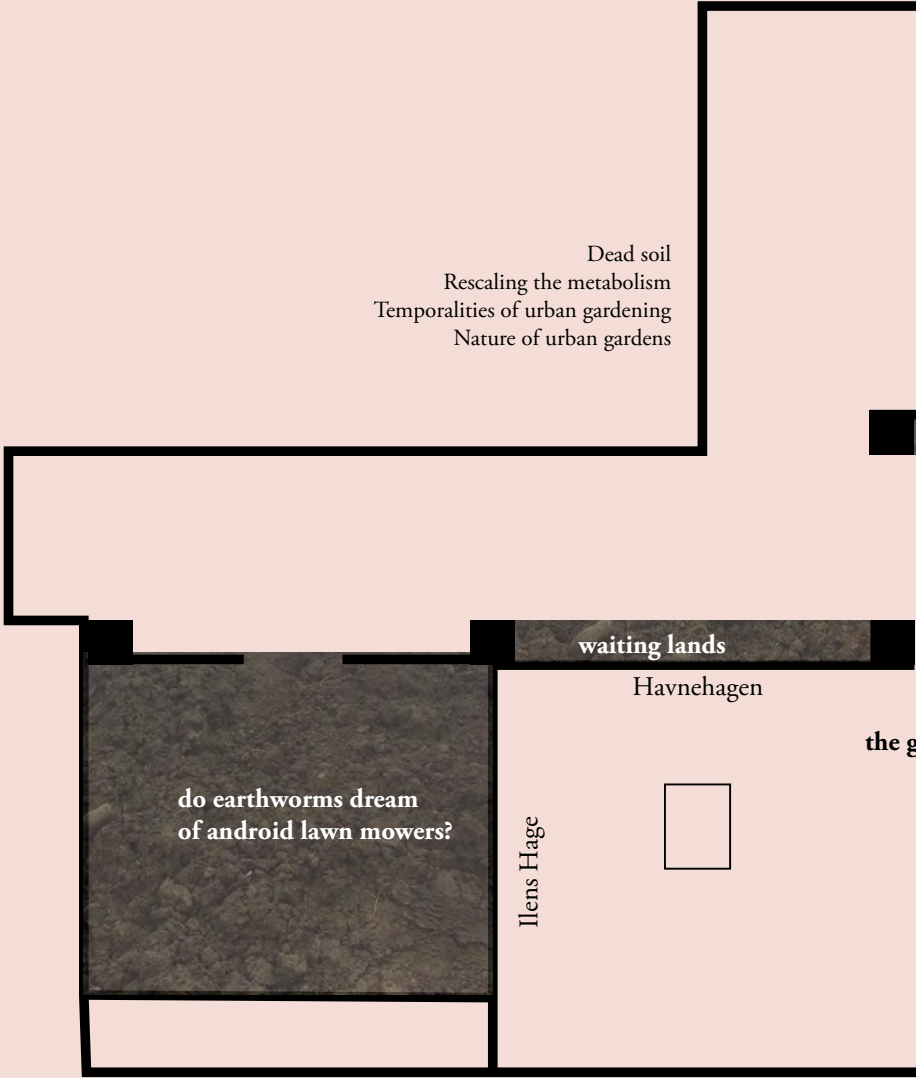 Dead soil
Rescaling the metabolism
Temporalities of urban gardening
Nature of urban gardens
waiting lands
Havnehagen
the g
do earthworms dream
of android lawn mowers?
Ilens Hage